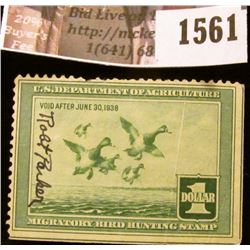 Bid Live
http://mcke
1(641) 68
20%
Buyer's
Fee
1561
U.S. DEPARTMENT OF AGRICULTURE
VOID AFTER JUNE 30, 1938
1
DOLLAR
MIGRATORY BIRD HUNTING STAMP